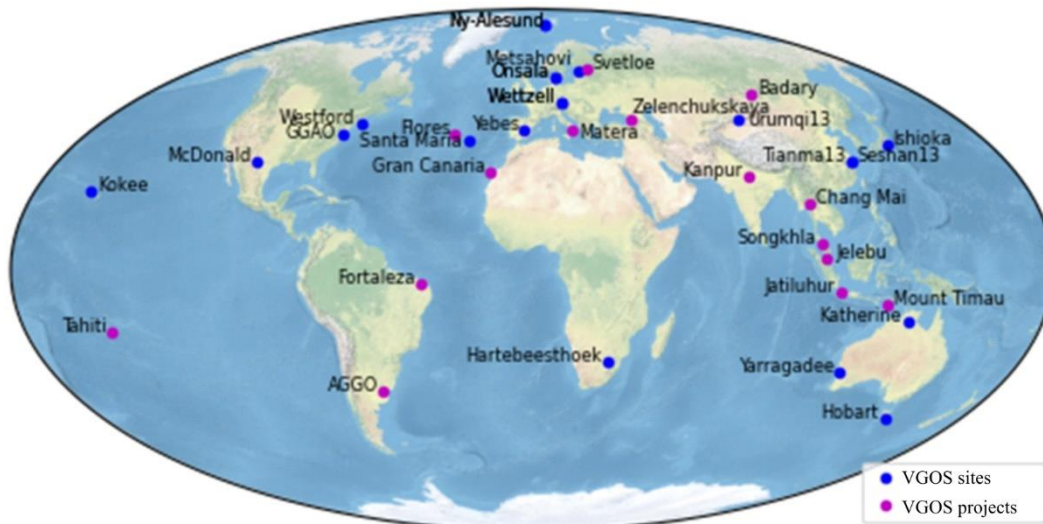 Ny-Alesund
Metsahovi
Svetloe
Onsala
Badary
Wettzell
Zelenchukskaya
Westford
Flores
Yebes
Urumqi13
GGAO
Matera
Santa Maria
Ishioka
McDonald
Tianma13
Seshan13
Gran Canaria
Kanpur
Kokee
Chang Mai
Songkhla
Jelebu
Fortaleza
Jatiluhur
Mount Timau
Katherine
Tahiti
Hartebeesthoek
Yarragadee
AGGO
Hobart
VGOS sites
VGOS projects